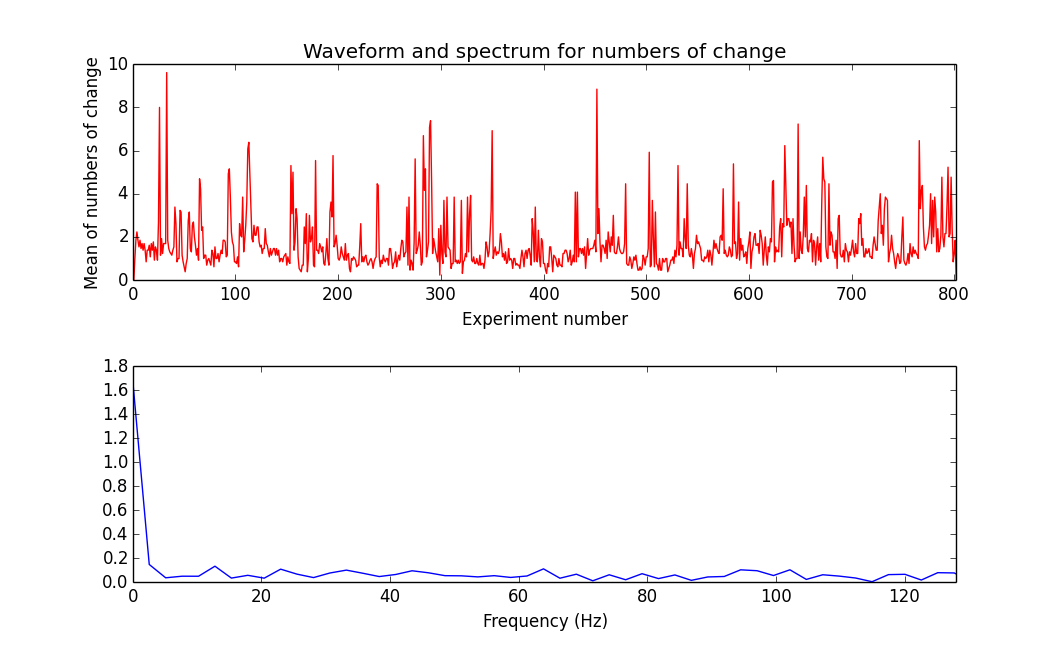 Waveform and spectrum for numbers of change
Mean of numbers of change
10
8
6
4
2
0
0 100 200 300 400 500 600 700 800
Experiment number
1.8
1.6
1.4
1.2
1.0
0.8
0.6
0.4
0.2
0.0
0 20 40 60 80 100 120
Frequency (Hz)